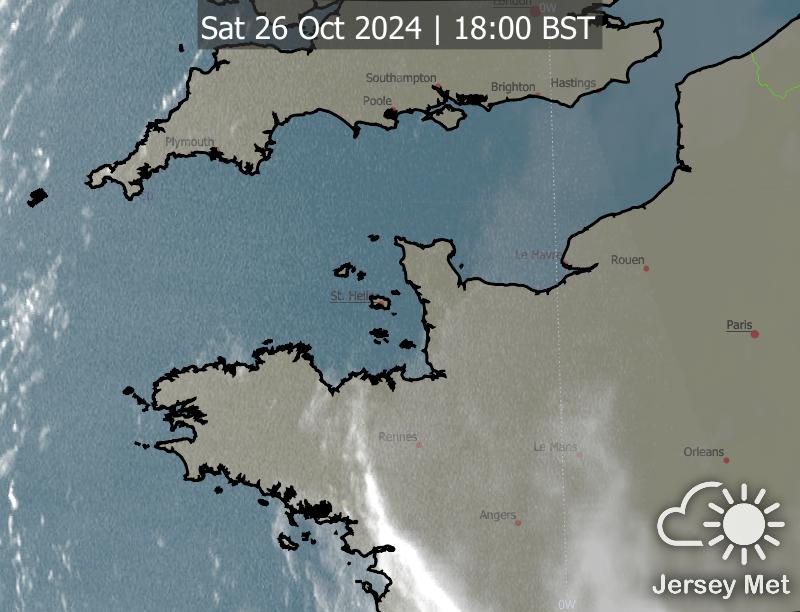 London
0W
Sat 26 Oct 2024 | 18:00 BST
Southampton
Brighton
Hastings
Poole
Plymouth
Le Havre
Rouen
St. Helier
Paris
Rennes
Le Mans
Orleans
Angers
Jersey Met
0W